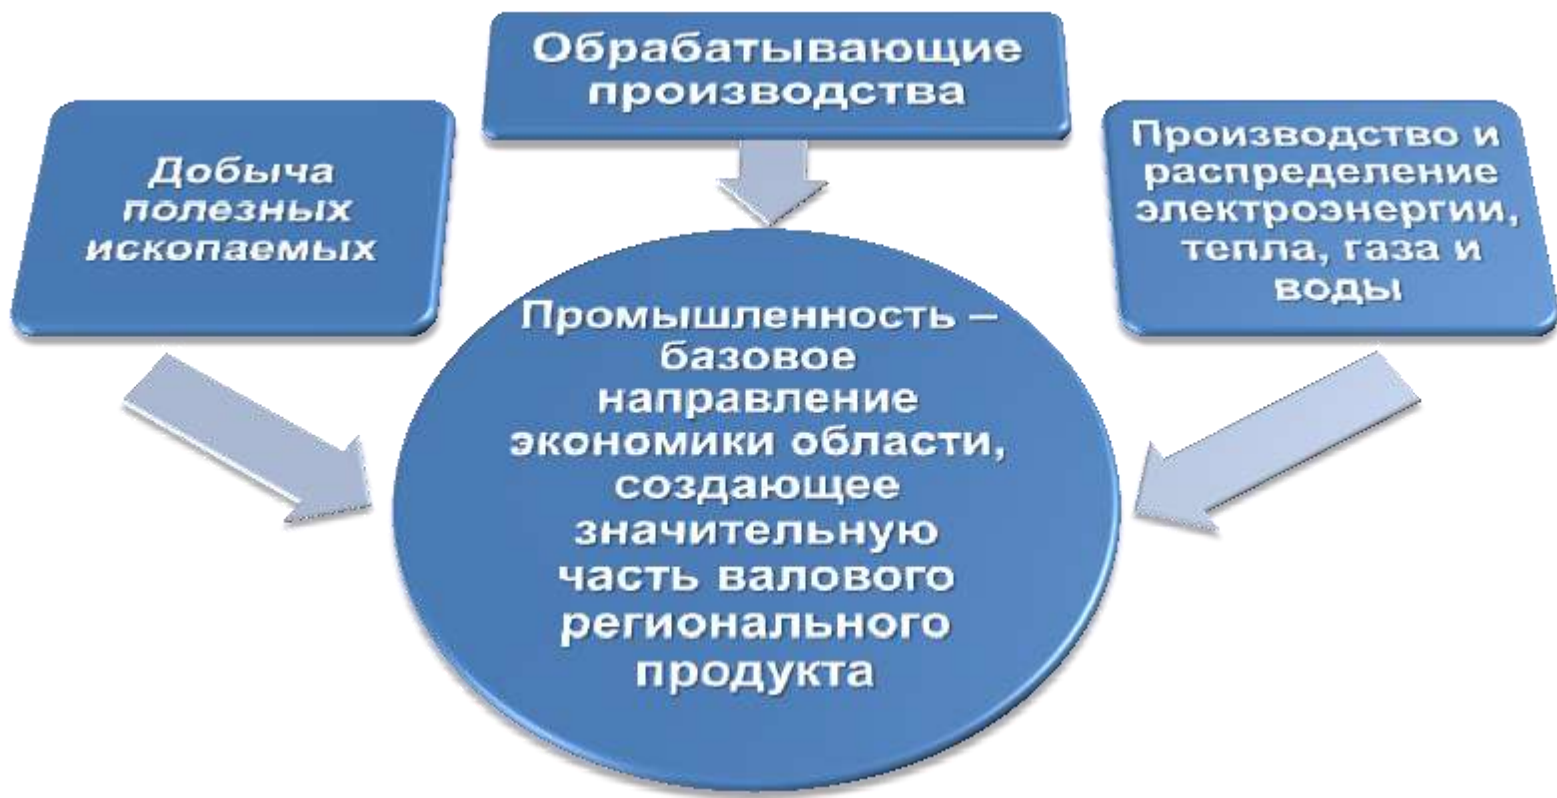 Обрабатывающие
производства
Добыча
полезных
ископаемых
Производство и
распределение
электроэнергии,
тепла, газа и
воды
Промышленность –
базовое
направление
экономики области,
создающее
значительную
часть валового
регионального
продукта